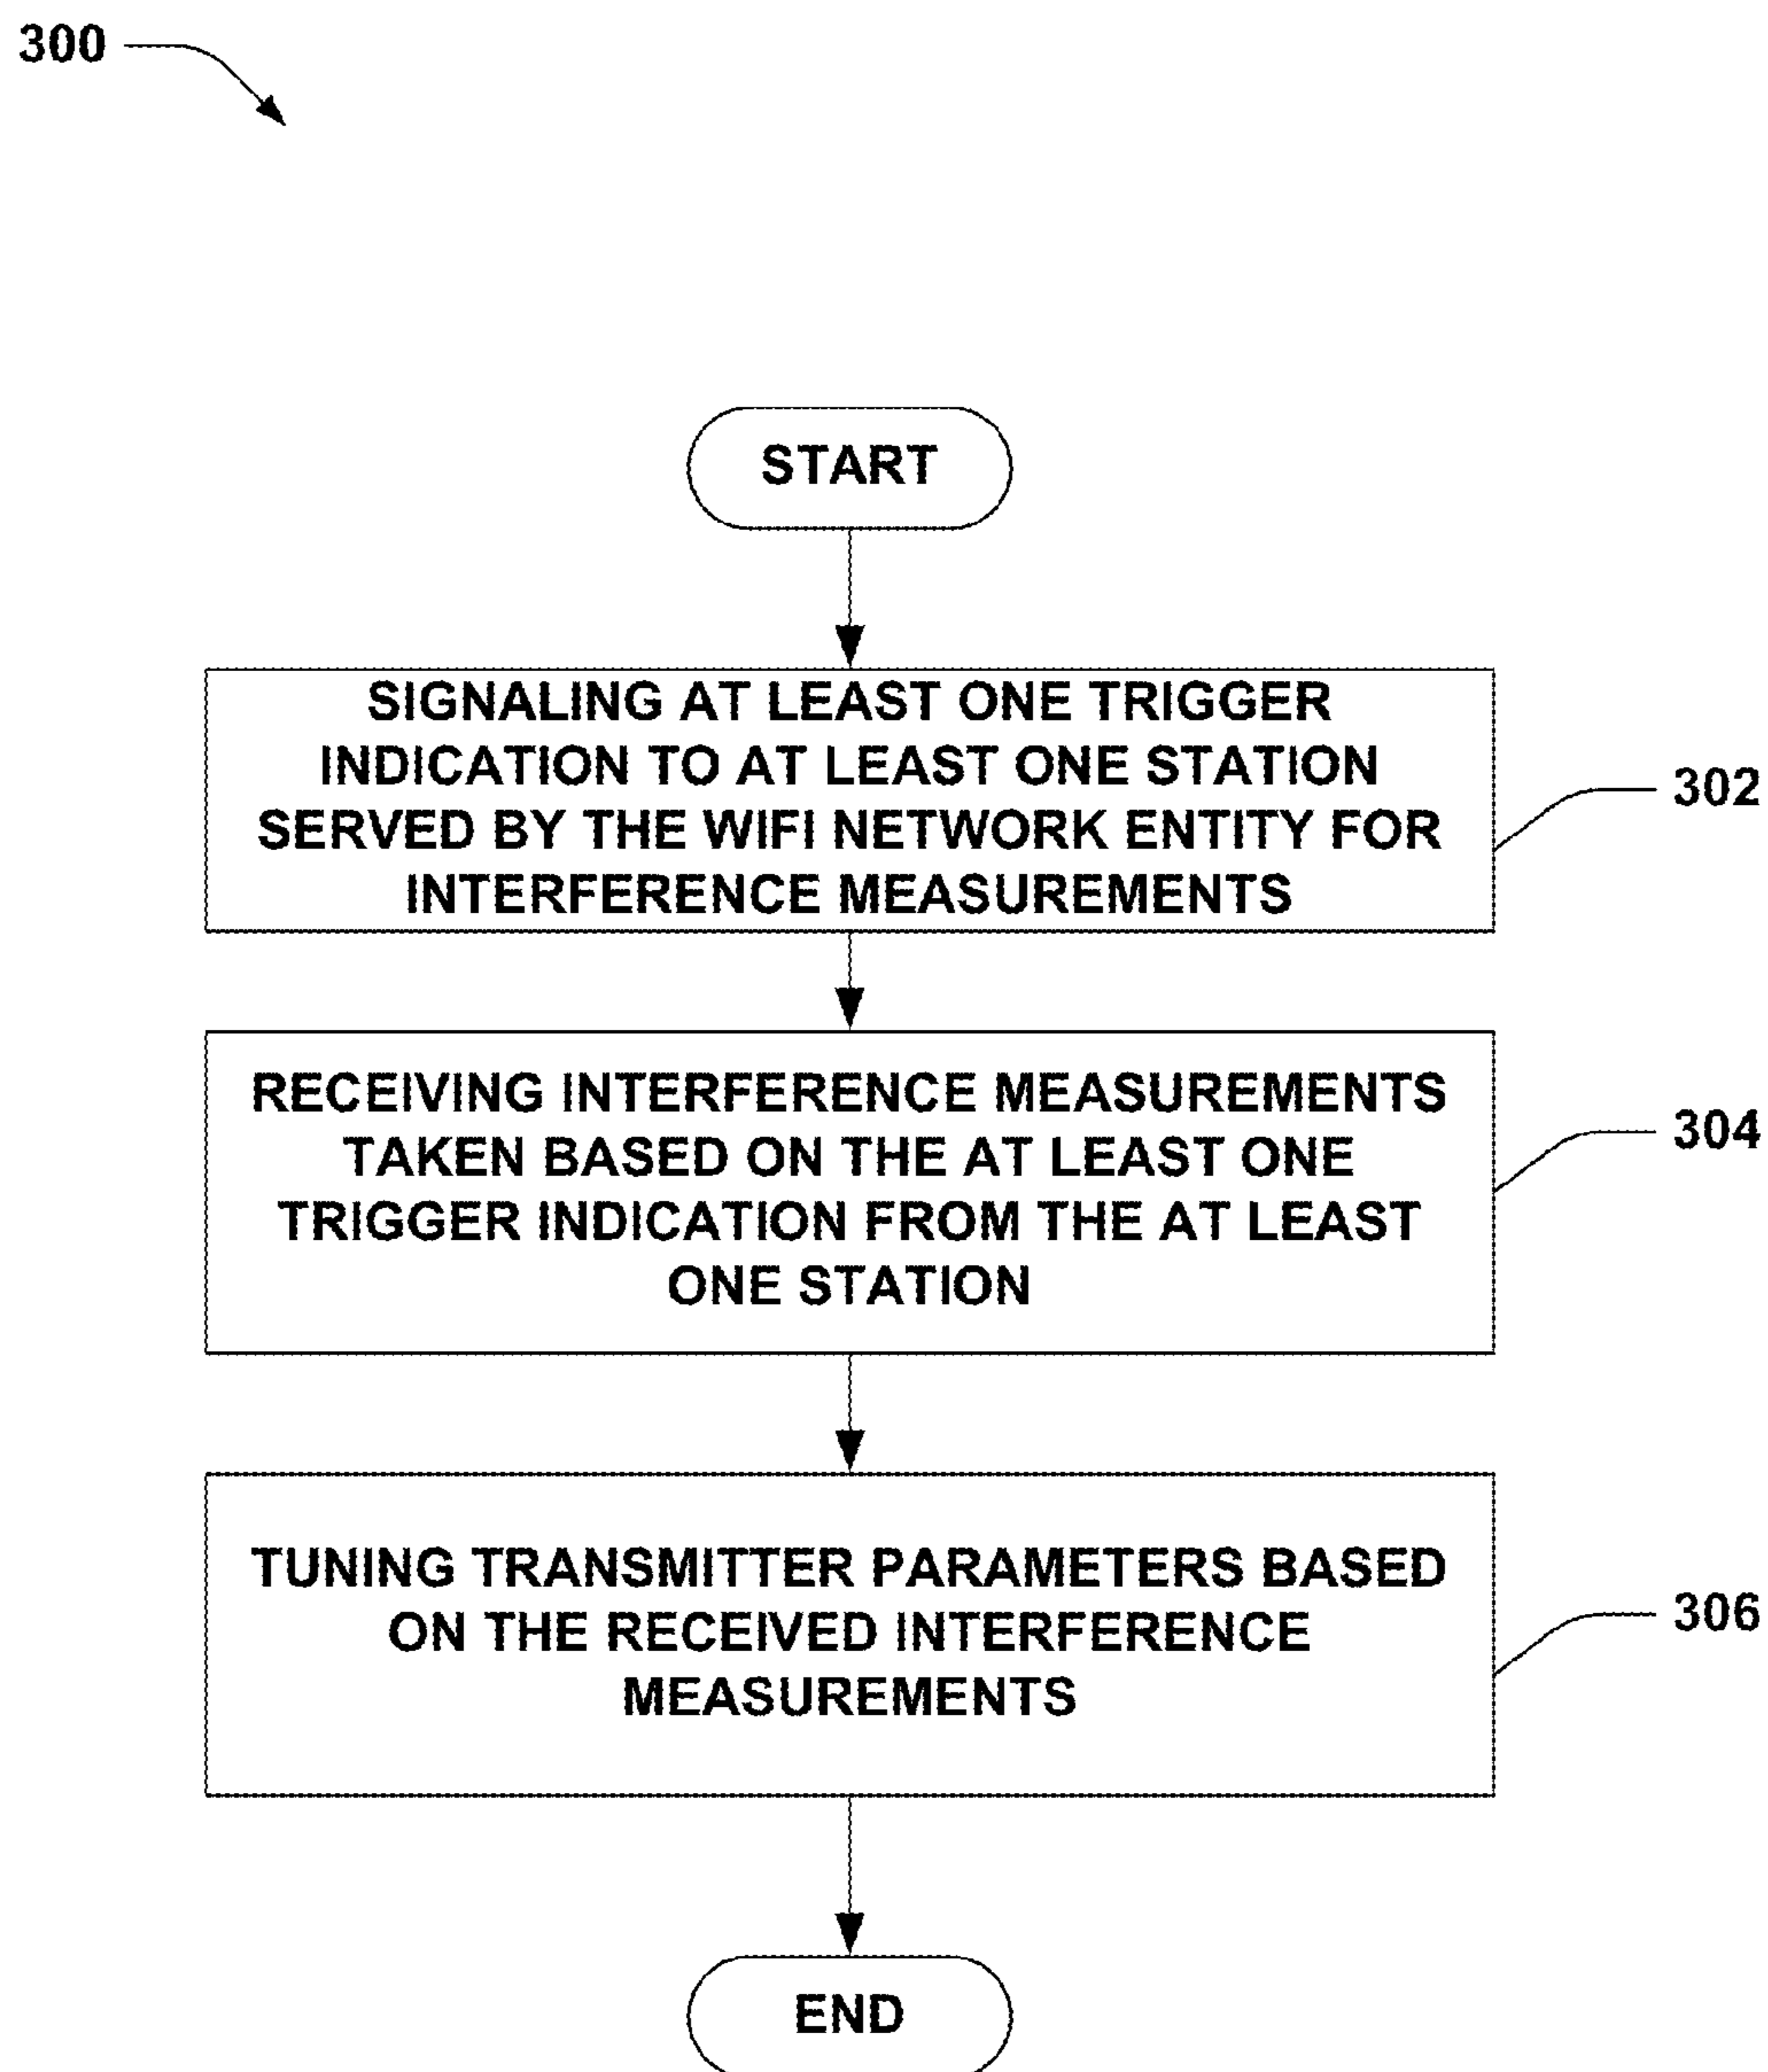 300
START
SIGNALING AT LEAST ONE TRIGGER
INDICATION TO AT LEAST ONE STATION
SERVED BY THE WIFI NETWORK ENTITY FOR
INTERFERENCE MEASUREMENTS
302
RECEIVING INTERFERENCE MEASUREMENTS
TAKEN BASED ON THE AT LEAST ONE
TRIGGER INDICATION FROM THE AT LEAST
ONE STATION
304
TUNING TRANSMITTER PARAMETERS BASED
ON THE RECEIVED INTERFERENCE
MEASUREMENTS
306
END